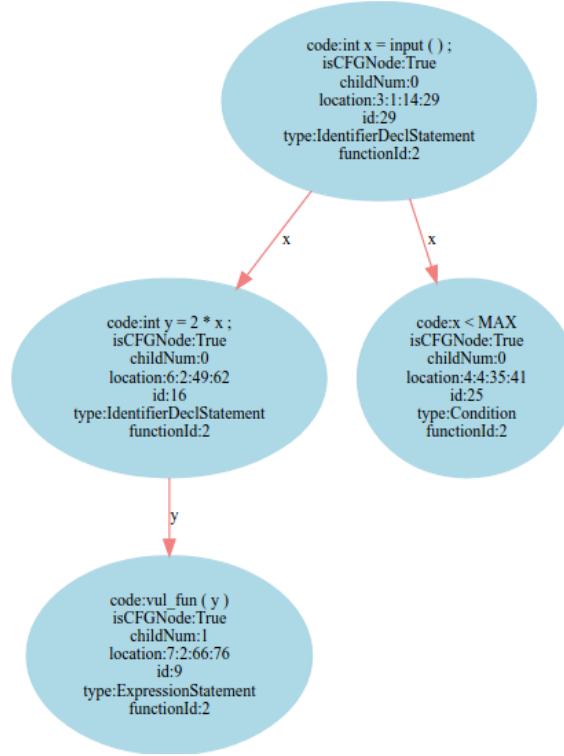 code:int x = input ( ) ;
isCFGNode:True
childNum:0
location:3:1:14:29
id:29
type:IdentifierDeclStatement
functionId:2
x
x
code:int y = 2 * x ;
isCFGNode:True
childNum:0
location:6:2:49:62
id:16
type:IdentifierDeclStatement
functionId:2
code:x < MAX
isCFGNode:True
childNum:0
location:4:4:35:41
id:25
type:Condition
functionId:2
y
code:vul_fun ( y )
isCFGNode:True
childNum:1
location:7:2:66:76
id:9
type:ExpressionStatement
functionId:2